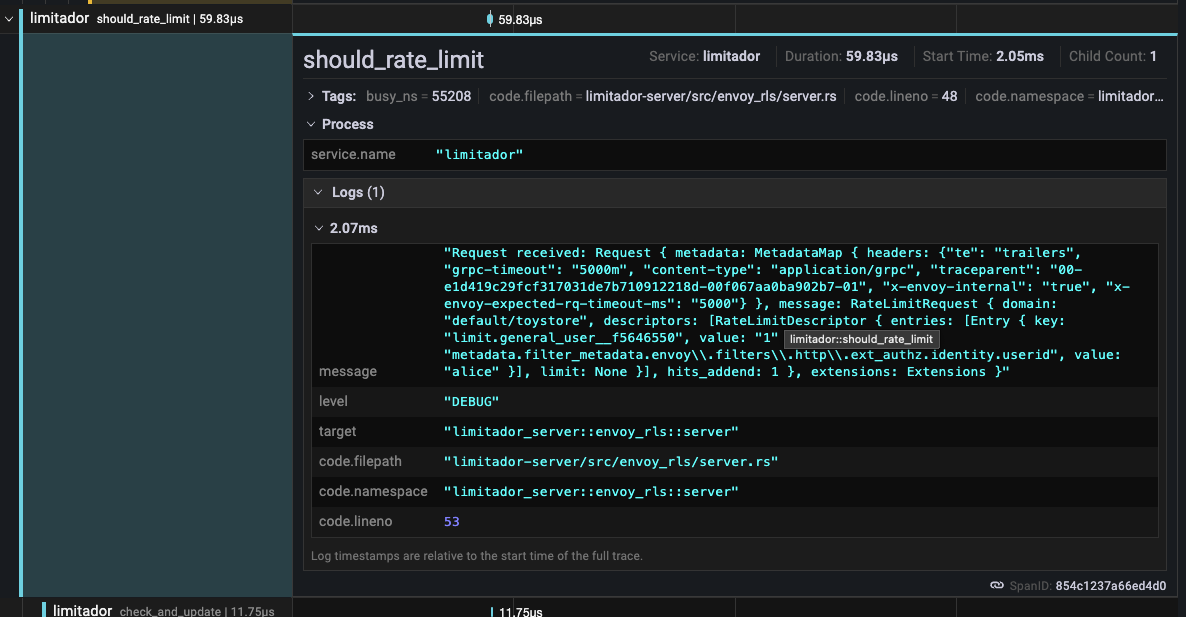 limitador should_rate_limit | 59.83μs
59.83μs
should_rate_limit
Service: limitador
Duration: 59.83μs
Start Time: 2.05ms
Child Count: 1
Tags: busy_ns = 55208 code.filepath = limitador-server/src/envoy_rls/server.rs code.lineno = 48 code.namespace = limitador...
Process
service.name "limitador"
Logs (1)
2.07ms
"Request received: Request { metadata: MetadataMap { headers: {"te": "trailers",
"grpc-timeout": "5000m", "content-type": "application/grpc", "traceparent": "00-
e1d419c29fcf317031de7b710912218d-00f067aa0ba902b7-01", "x-envoy-internal": "true", "x-
envoy-expected-rq-timeout-ms": "5000"} }, message: RateLimitRequest { domain:
"default/toystore", descriptors: [RateLimitDescriptor { entries: [Entry { key:
"limit.general_user__f5646550", value: "1" limitador::should_rate_limit
"metadata.filter_metadata.envoy\\.filters\\.http\\.ext_authz.identity.userid", value:
message "alice" }], limit: None }], hits_addend: 1 }, extensions: Extensions }"
level "DEBUG"
target "limitador_server::envoy_rls::server"
code.filepath "limitador-server/src/envoy_rls/server.rs"
code.namespace "limitador_server::envoy_rls::server"
code.lineno 53
Log timestamps are relative to the start time of the full trace.
SpanID: 854c1237a66ed4d0
limitador check_and_update | 11.75μs
11.75μs